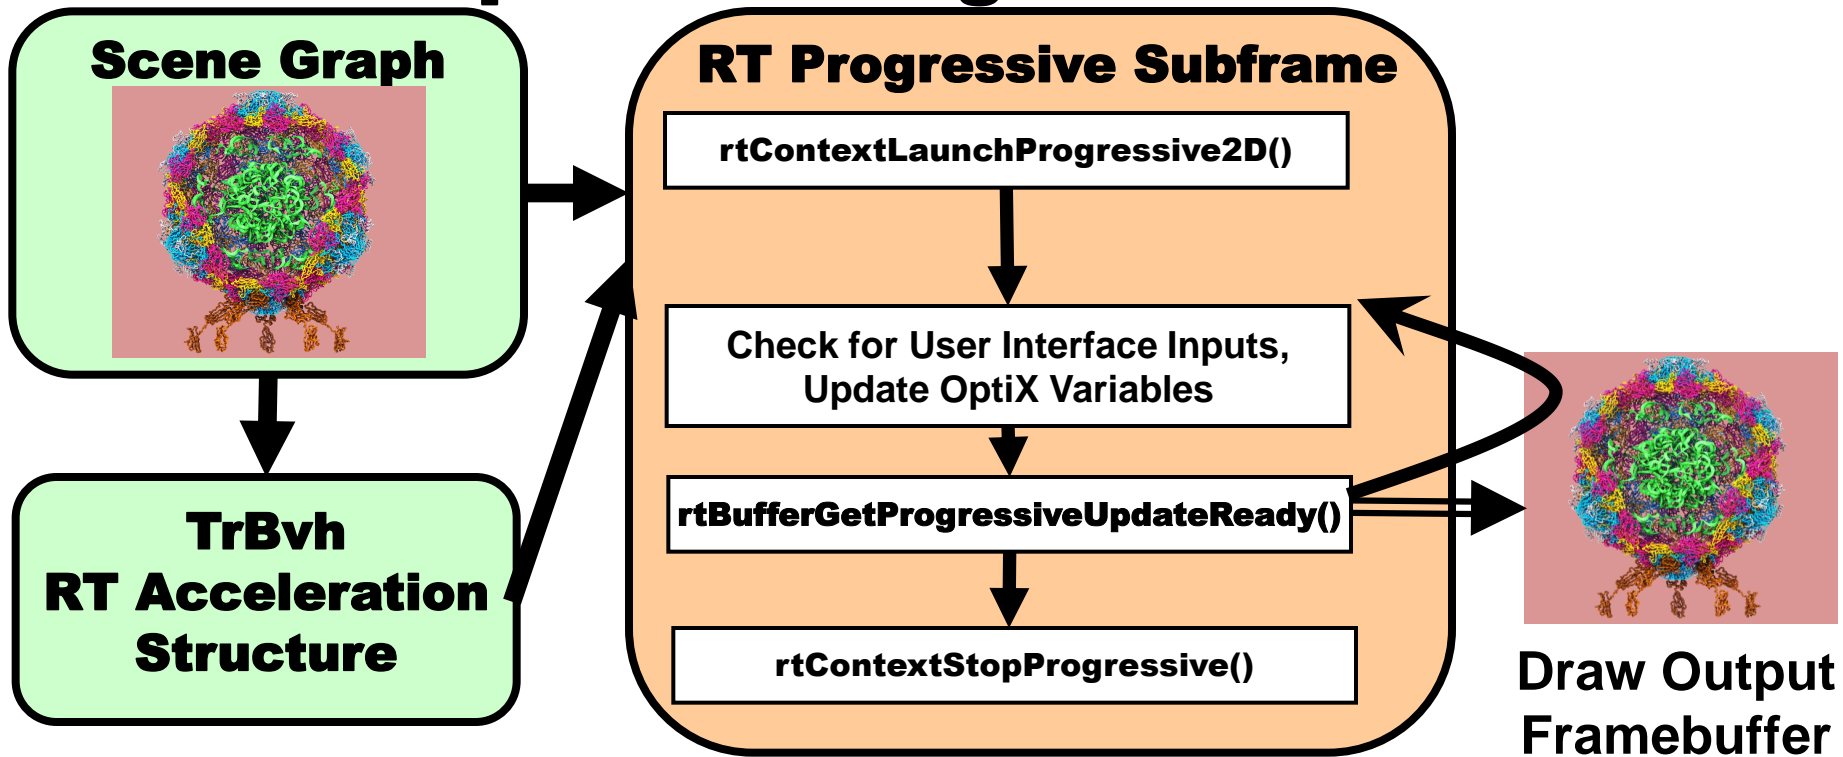 Scene Graph
RT Progressive Subframe
rtContextLaunchProgressive2D()
Check for User Interface Inputs,
Update OptiX Variables
rtBufferGetProgressiveUpdateReady()
rtContextStopProgressive()
TrBvh
RT Acceleration
Structure
Draw Output
Framebuffer